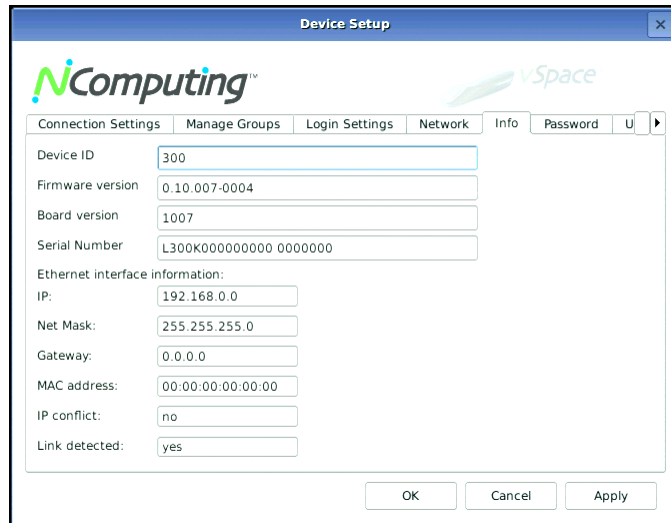 Device Setup
NComputing™
vSpace
Connection Settings
Manage Groups
Login Settings
Network
Info
Password
U
Device ID
300
Firmware version
0.10.007-0004
Board version
1007
Serial Number
L300K000000000 0000000
Ethernet interface information:
IP:
192.168.0.0
Net Mask:
255.255.255.0
Gateway:
0.0.0.0
MAC address:
00:00:00:00:00:00
IP conflict:
no
Link detected:
yes
OK
Cancel
Apply